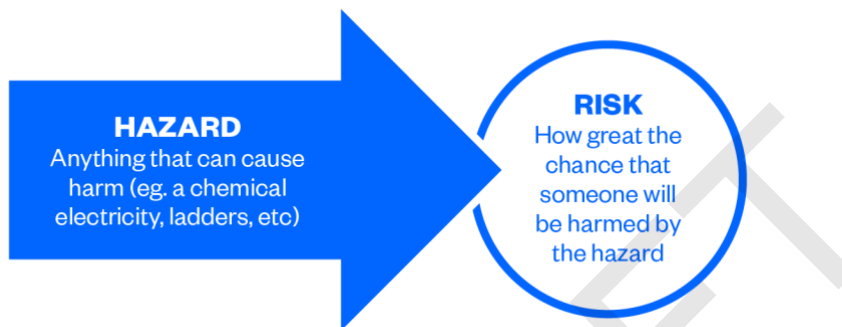 HAZARD
Anything that can cause
harm (eg. a chemical
electricity, ladders, etc)
RISK
How great the
chance that
someone will
be harmed by
the hazard